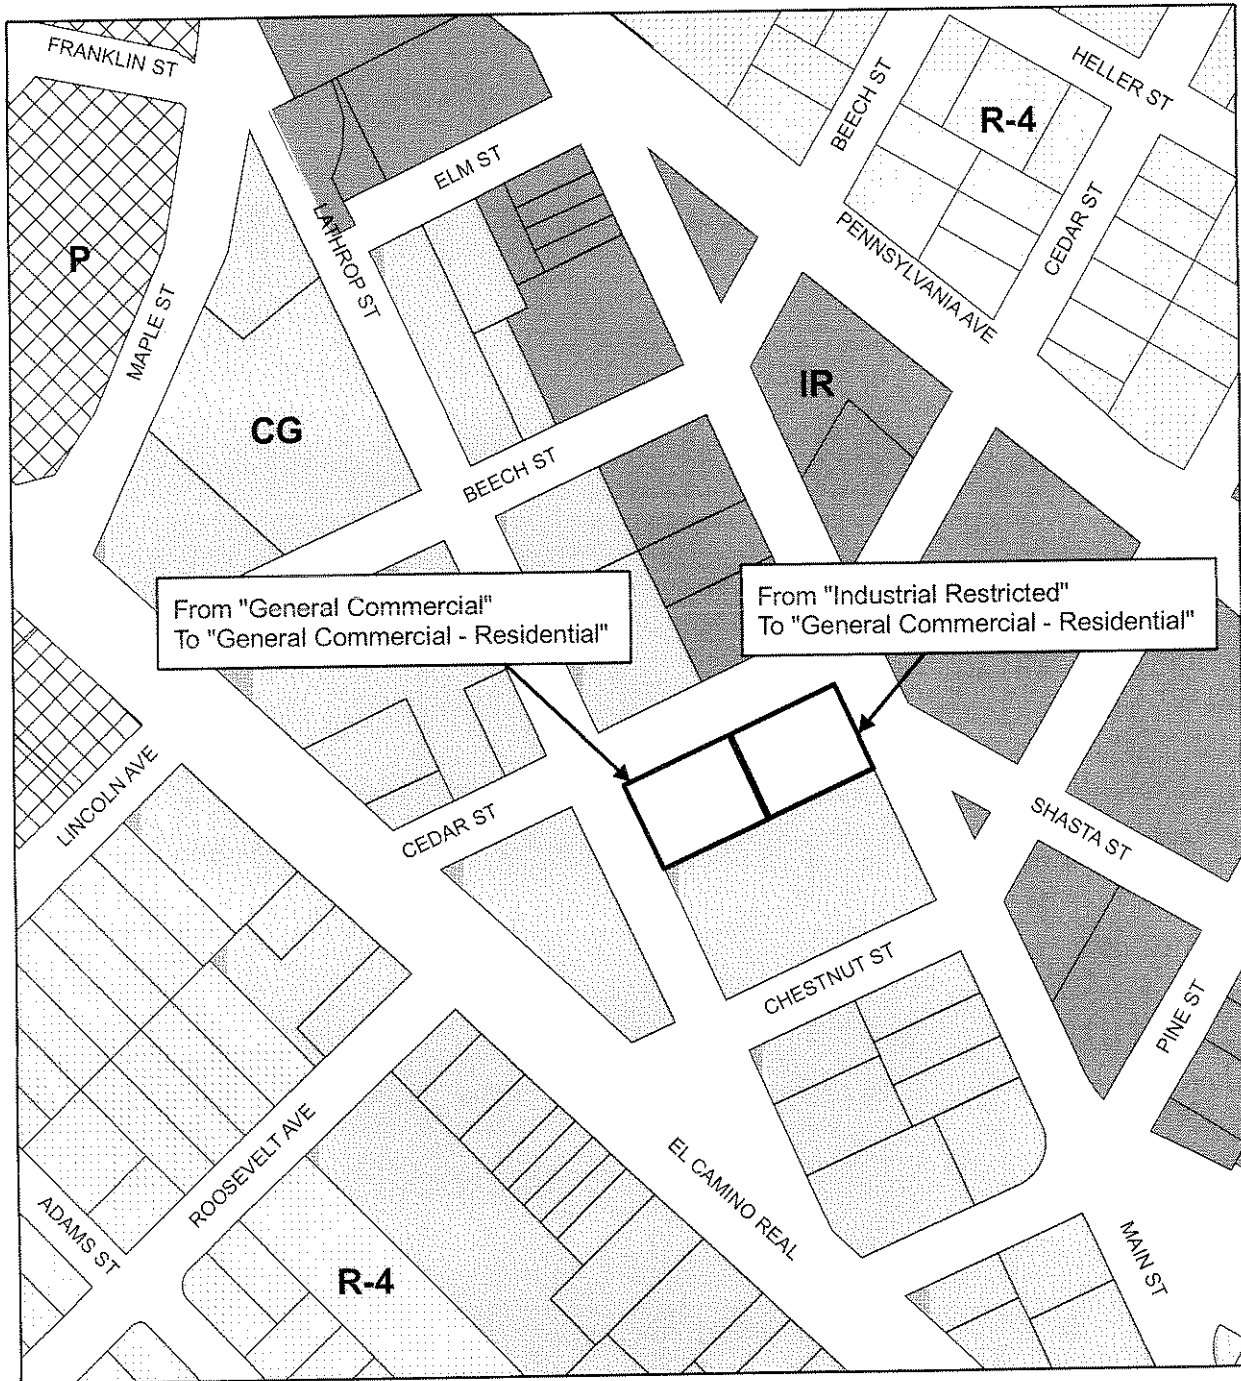 FRANKLIN ST
HELLER ST
BEECH ST
R-4
ELM ST
LATHROP ST
CEDAR ST
P
PENNSYLVANIA AVE
MAPLE ST
IR
CG
BEECH ST
From "General Commercial"
To "General Commercial - Residential"
From "Industrial Restricted"
To "General Commercial - Residential"
LINCOLN AVE
CEDAR ST
SHASTA ST
CHESTNUT ST
PINE ST
ROOSEVELT AVE
EL CAMINO REAL
ADAMS ST
MAIN ST
R-4